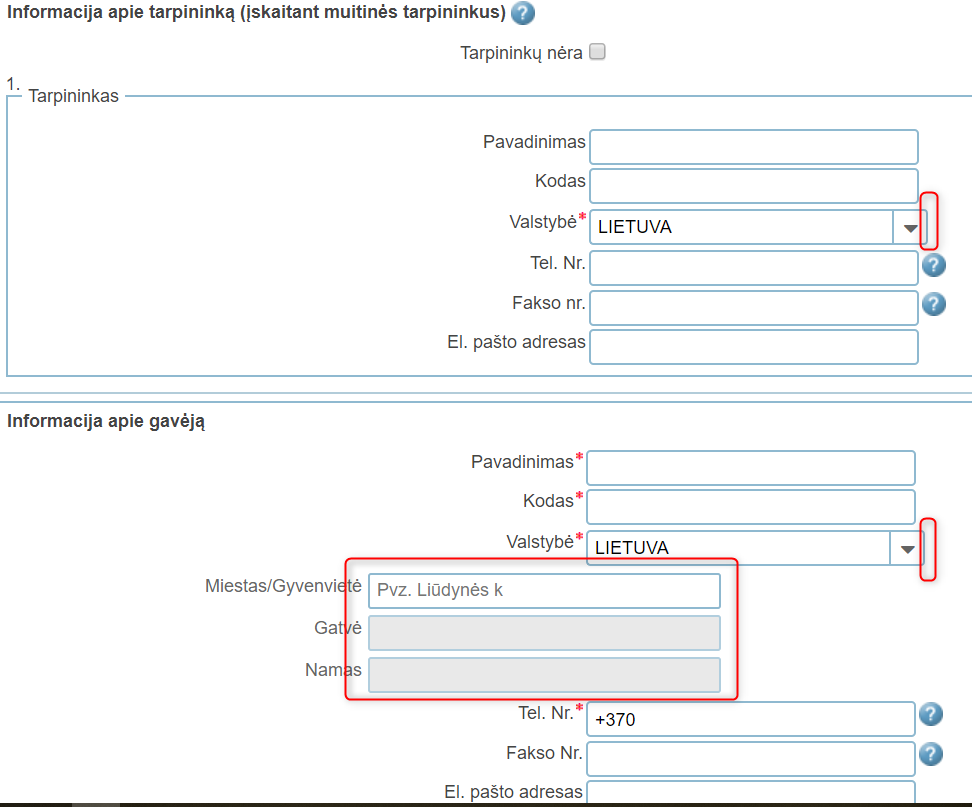 Informacija apie tarpininką (įskaitant muitinės tarpininkus) ?
Tarpininkų nėra
1.
Tarpininkas
Pavadinimas
Kodas
Valstybė* LIETUVA
Tel. Nr. ?
Fakso nr. ?
El. pašto adresas
Informacija apie gavėją
Pavadinimas*
Kodas*
Valstybė* LIETUVA
Miestas/Gyvenvietė Pvz. Liūdynės k
Gatvė
Namas
Tel. Nr.* +370 ?
Fakso Nr. ?
El. pašto adresas